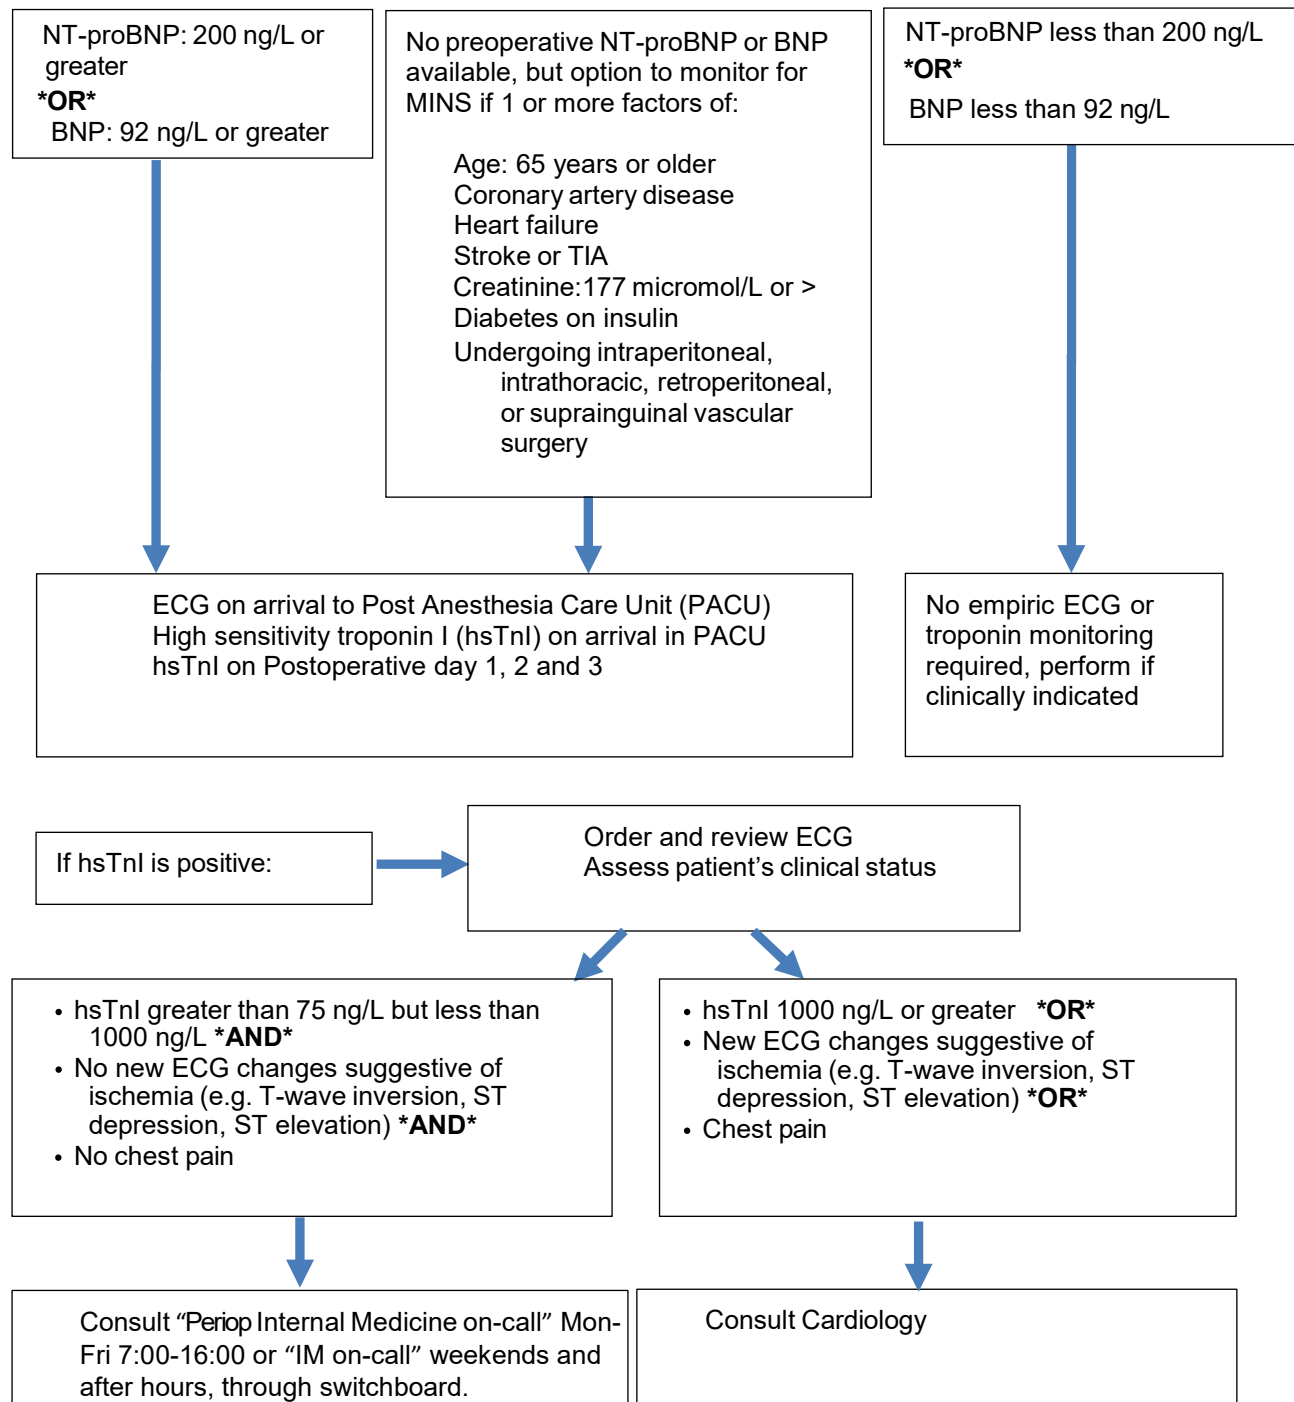 NT-proBNP: 200 ng/L or
greater
*OR*
BNP: 92 ng/L or greater
No preoperative NT-proBNP or BNP
available, but option to monitor for
MINS if 1 or more factors of:
Age: 65 years or older
Coronary artery disease
Heart failure
Stroke or TIA
Creatinine:177 micromol/L or >
Diabetes on insulin
Undergoing intraperitoneal,
intrathoracic, retroperitoneal,
or suprainguinal vascular
surgery
NT-proBNP less than 200 ng/L
*OR*
BNP less than 92 ng/L
ECG on arrival to Post Anesthesia Care Unit (PACU)
High sensitivity troponin I (hsTnI) on arrival in PACU
hsTnI on Postoperative day 1, 2 and 3
No empiric ECG or
troponin monitoring
required, perform if
clinically indicated
If hsTnI is positive:
Order and review ECG
Assess patient's clinical status
• hsTnI greater than 75 ng/L but less than
1000 ng/L *AND*
• No new ECG changes suggestive of
ischemia (e.g. T-wave inversion, ST
depression, ST elevation) *AND*
• No chest pain
• hsTnI 1000 ng/L or greater *OR*
• New ECG changes suggestive of
ischemia (e.g. T-wave inversion, ST
depression, ST elevation) *OR*
• Chest pain
Consult “Periop Internal Medicine on-call” Mon-
Fri 7:00-16:00 or “IM on-call” weekends and
after hours, through switchboard.
Consult Cardiology